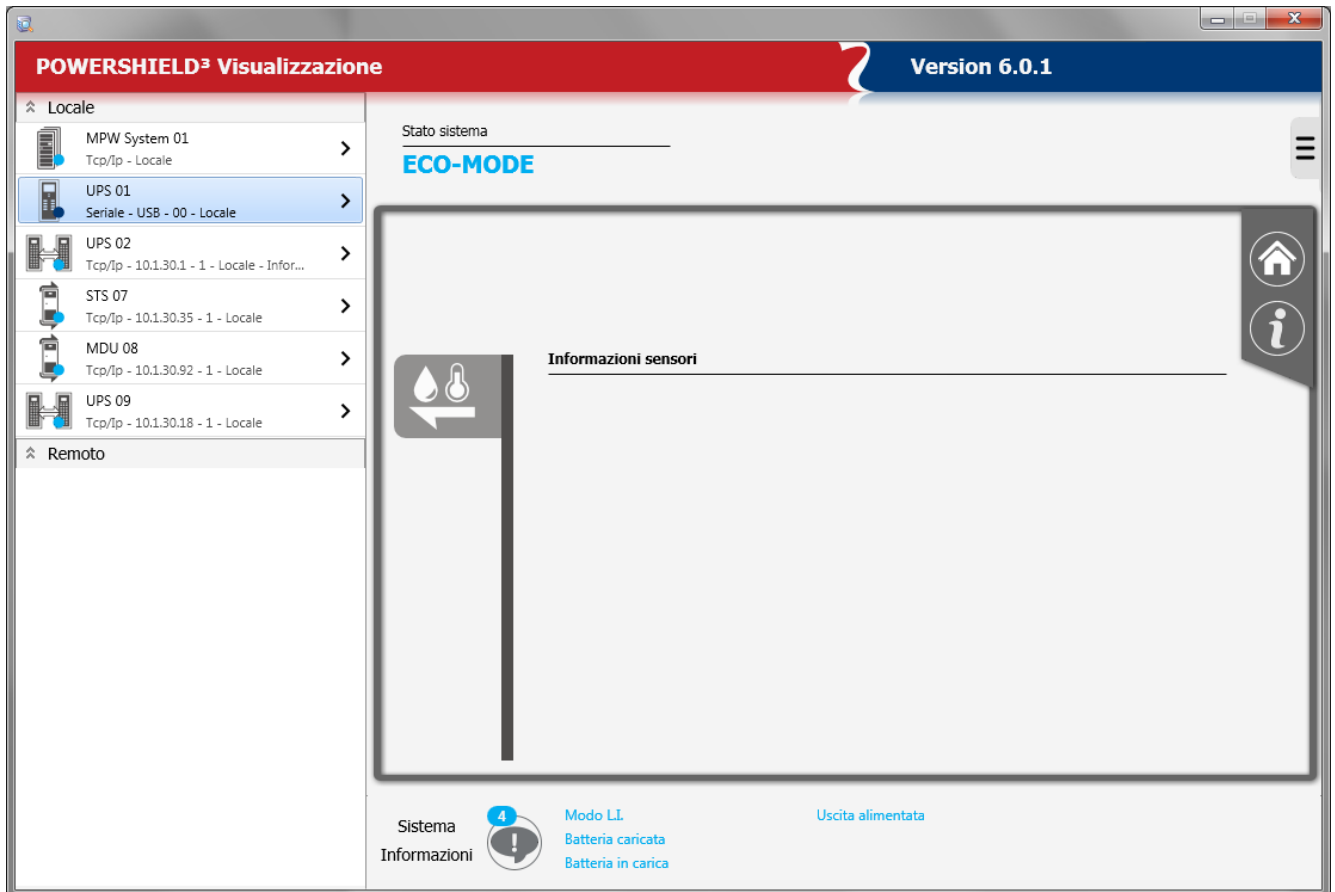 POWERSHIELD³ Visualizzazione
Version 6.0.1
Locale
MPW System 01
Tcp/Ip - Locale
UPS 01
Seriale - USB - 00 - Locale
UPS 02
Tcp/Ip - 10.1.30.1 - 1 - Locale - Infor...
STS 07
Tcp/Ip - 10.1.30.35 - 1 - Locale
MDU 08
Tcp/Ip - 10.1.30.92 - 1 - Locale
UPS 09
Tcp/Ip - 10.1.30.18 - 1 - Locale
Remoto
Stato sistema
ECO-MODE
Informazioni sensori
Sistema
Informazioni
4
Modo L.I.
Batteria caricata
Batteria in carica
Uscita alimentata